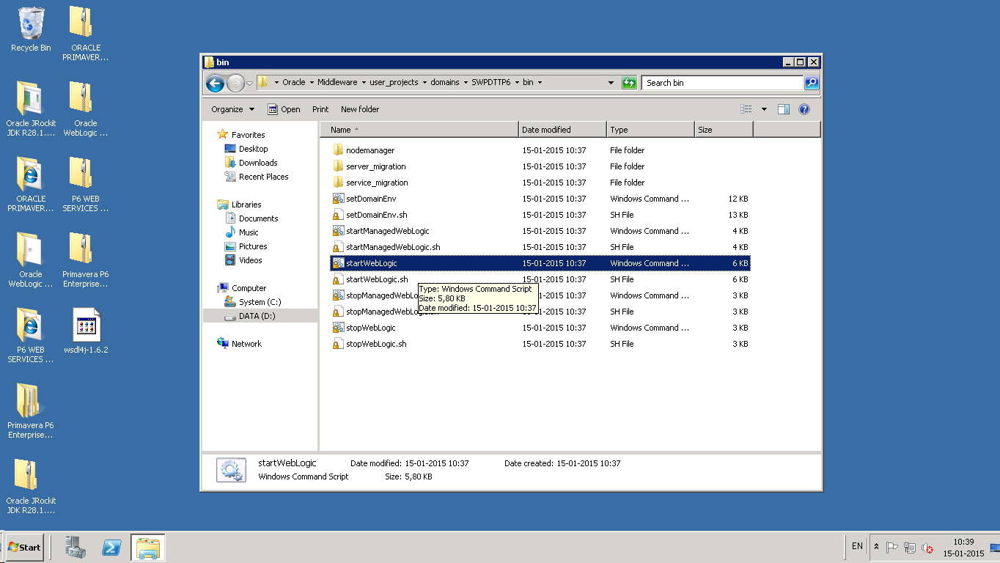 Recycle Bin
ORACLE
PRIMAVER...
Oracle JRockit
JDK R28.1....
Oracle
WebLogic ...
ORACLE
PRIMAVER...
P6 WEB
SERVICES ...
Oracle
WebLogic ...
Primavera P6
Enterprise...
P6 WEB
SERVICES ...
wsdl4j-1.6.2
Primavera P6
Enterprise...
Oracle JRockit
JDK R28.1....
bin
Oracle Middleware user_projects domains SWPDTTP6 bin
Search bin
Organize Open Print New folder
Favorites
Desktop
Downloads
Recent Places
Libraries
Documents
Music
Pictures
Videos
Computer
System (C:)
DATA (D:)
Network
Name Date modified Type Size
nodemanager 15-01-2015 10:37 File folder
server_migration 15-01-2015 10:37 File folder
service_migration 15-01-2015 10:37 File folder
setDomainEnv 15-01-2015 10:37 Windows Command ... 12 KB
setDomainEnv.sh 15-01-2015 10:37 SH File 13 KB
startManagedWebLogic 15-01-2015 10:37 Windows Command ... 4 KB
startManagedWebLogic.sh 15-01-2015 10:37 SH File 4 KB
startWebLogic 15-01-2015 10:37 Windows Command ... 6 KB
startWebLogic.sh 15-01-2015 10:37 SH File 6 KB
stopManagedWebLo 15-01-2015 10:37 Windows Command ... 3 KB
stopManagedWebLogic.sh 15-01-2015 10:37 SH File 3 KB
stopWebLogic 15-01-2015 10:37 Windows Command ... 3 KB
stopWebLogic.sh 15-01-2015 10:37 SH File 3 KB
Type: Windows Command Script
Size: 5,80 KB
Date modified: 15-01-2015 10:37
startWebLogic Date modified: 15-01-2015 10:37 Date created: 15-01-2015 10:37
Windows Command Script Size: 5,80 KB
Start
EN
10:39
15-01-2015